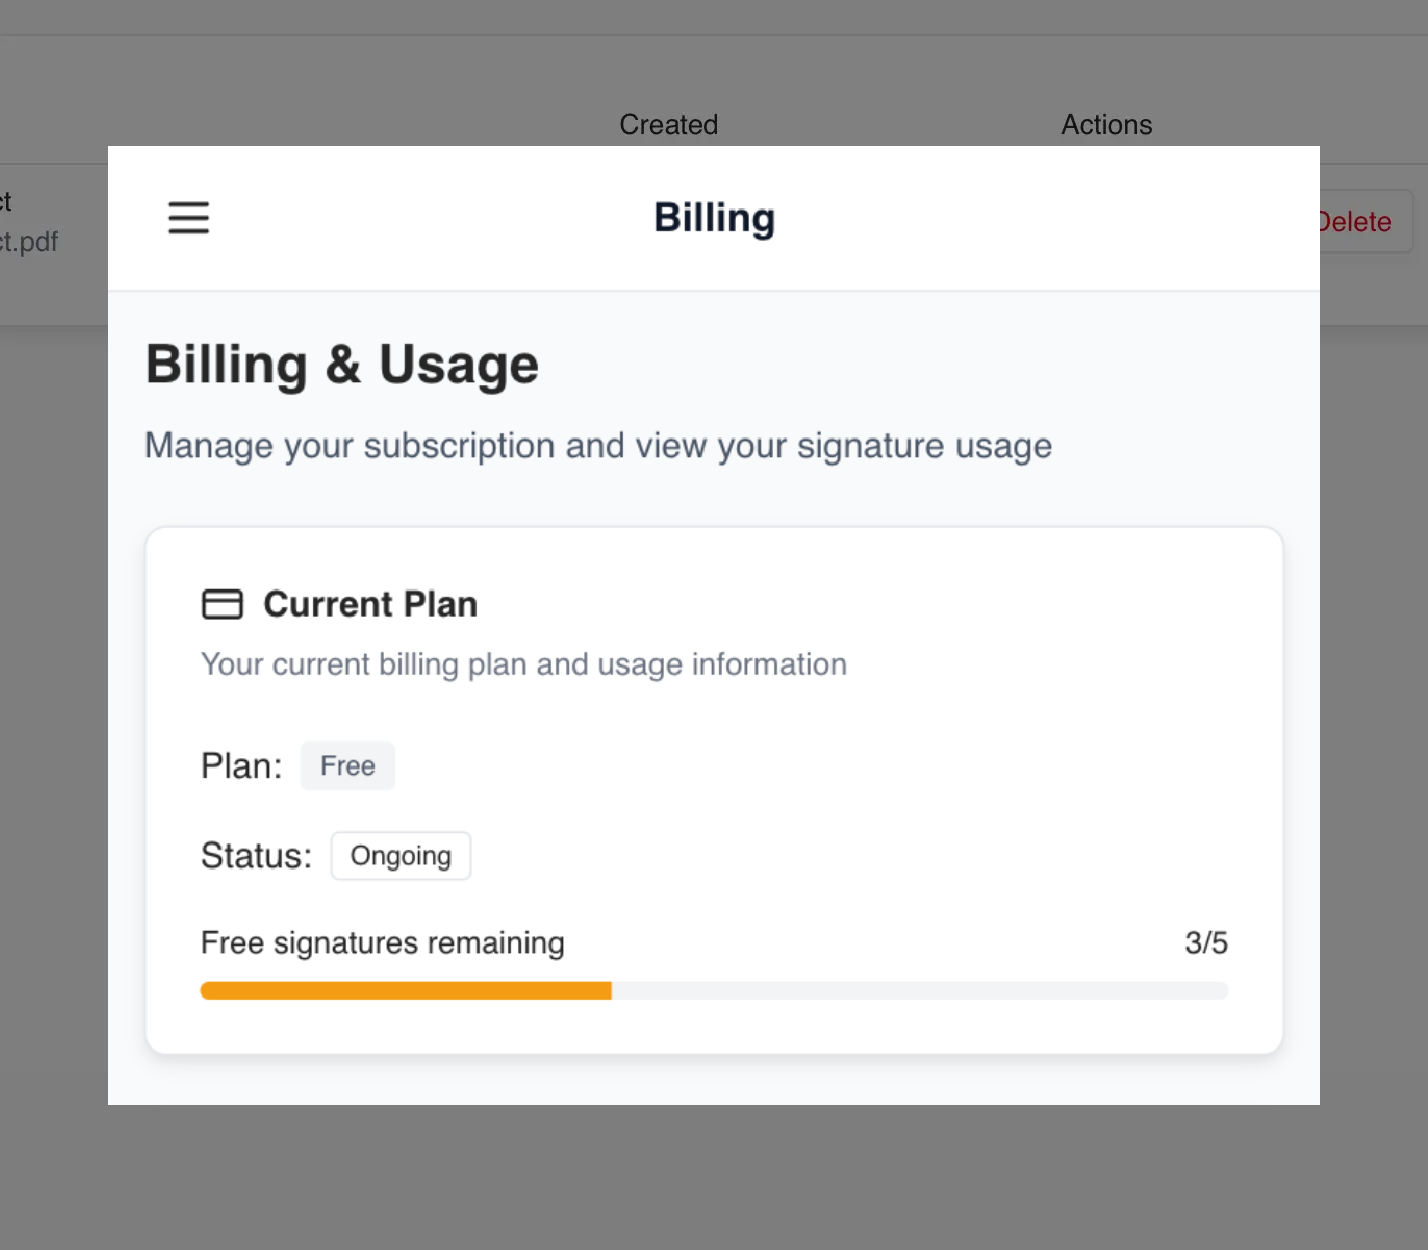 Created Actions
ct
ct.pdf
Delete
Billing
Billing & Usage
Manage your subscription and view your signature usage
Current Plan
Your current billing plan and usage information
Plan: Free
Status: Ongoing
Free signatures remaining 3/5